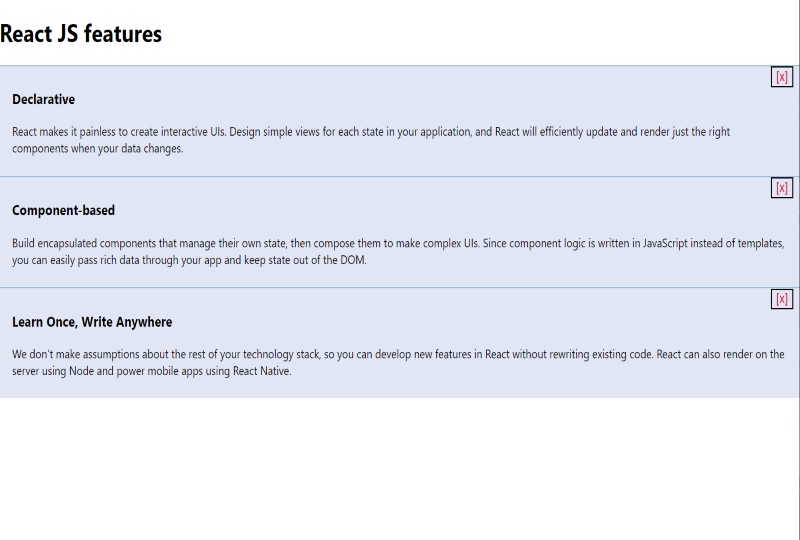 React JS features
[x]
Declarative
React makes it painless to create interactive UIs. Design simple views for each state in your application, and React will efficiently update and render just the right
components when your data changes.
[x]
Component-based
Build encapsulated components that manage their own state, then compose them to make complex UIs. Since component logic is written in JavaScript instead of templates,
you can easily pass rich data through your app and keep state out of the DOM.
[x]
Learn Once, Write Anywhere
We don't make assumptions about the rest of your technology stack, so you can develop new features in React without rewriting existing code. React can also render on the
server using Node and power mobile apps using React Native.